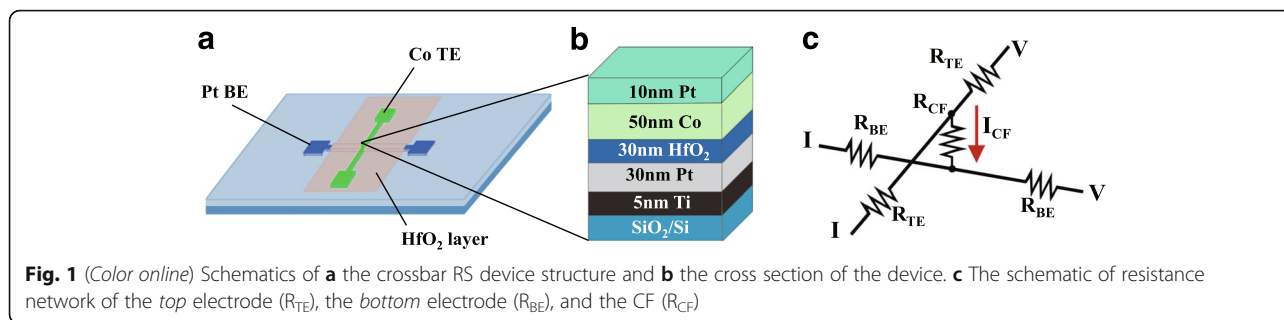 a
Co TE
Pt BE
HfO₂ layer
b
10nm Pt
50nm Co
30nm HfO₂
30nm Pt
5nm Ti
SiO₂/Si
c
R_TE
V
R_CF
I_CF
R_BE
I
V
R_BE
R_TE
I
Fig. 1 (Color online) Schematics of a the crossbar RS device structure and b the cross section of the device. c The schematic of resistance
network of the top electrode (R_TE), the bottom electrode (R_BE), and the CF (R_CF)